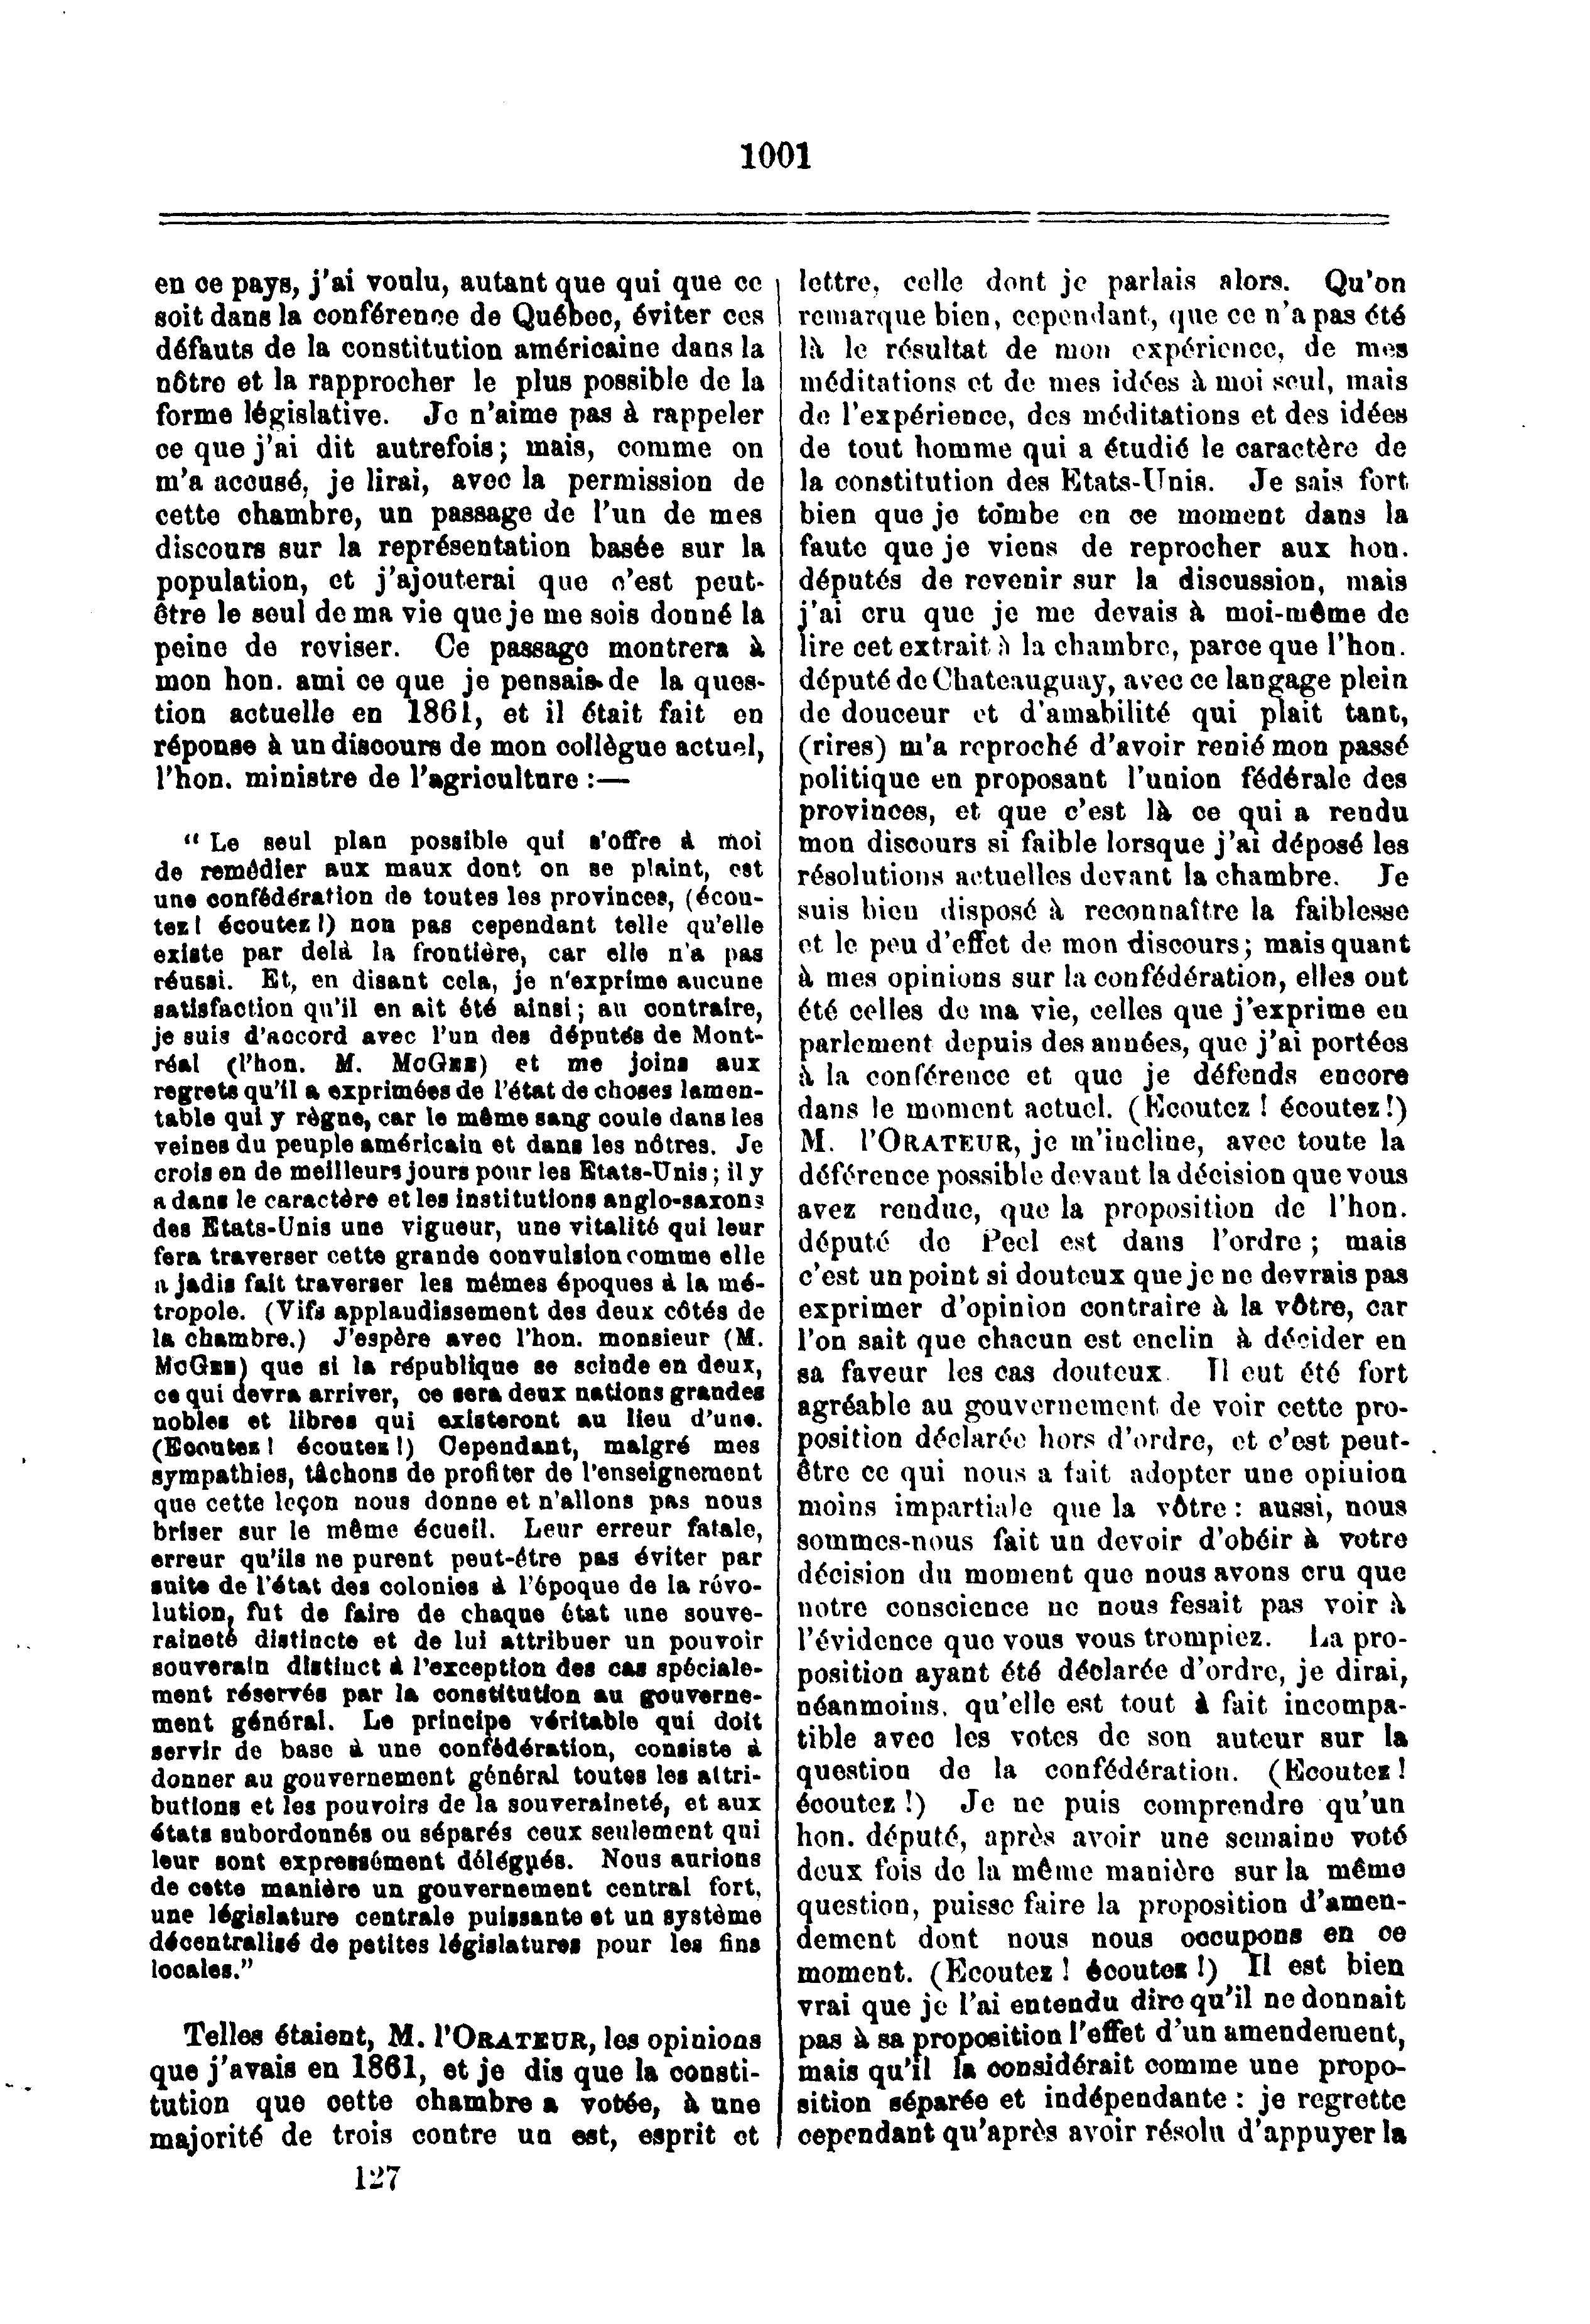 1001
en ce pays, j'ai voulu, autant que qui que ce
soit dans la conférence de Québec, éviter ces
défauts de la constitution américaine dans la
nôtre et la rapprocher le plus possible de la
forme législative. Je n'aime pas à rappeler
ce que j'ai dit autrefois; mais, comme on
m'a accusé, je lirai, avec la permission de
cette chambre, un passage de l'un de mes
discours sur la représentation basée sur la
population, et j'ajouterai que c'est peut-
être le seul de ma vie que je me sois donné la
peine de reviser. Ce passage montrera à
mon hon. ami ce que je pensais de la ques-
tion actuelle en 1861, et il était fait en
réponse à un discours de mon collègue actuel,
l'hon. ministre de l'agriculture :—
“ Le seul plan possible qui s'offre à moi
de remédier aux maux dont on se plaint, est
une confédération de toutes les provinces, (écou-
tez ! écoutez !) non pas cependant telle qu'elle
existe par delà la frontière, car elle n'a pas
réussi. Et, en disant cela, je n'exprime aucune
satisfaction qu'il en ait été ainsi; au contraire,
je suis d'accord avec l'un des députés de Mont-
réal (l'hon. M. McGEE) et me joins aux
regrets qu'il a exprimées de l'état de choses lamen-
table qui y règne, car le même sang coule dans les
veines du peuple américain et dans les nôtres. Je
crois en de meilleurs jours pour les Etats-Unis; il y
a dans le caractère et les institutions anglo-saxons
des Etats-Unis une vigueur, une vitalité qui leur
fera traverser cette grande convulsion comme elle
a jadis fait traverser les mémes époques à la mé-
tropole. (Vifs applaudissement des deux côtés de
la chambre.) J'espère avec l'hon. monsieur (M.
McGEE) que si la république se scinde en deux,
ce qui devra arriver, ce sera deux nations grandes
nobles et libres qui existeront au lieu d'une.
(Ecoutez ! écoutez !) Cependant, malgré mes
sympathies, tâchons de profiter de l'enseignement
que cette leçon nous donne et n'allons pas nous
briser sur le même écueil. Leur erreur fatale,
erreur qu'ils ne purent peut-être pas éviter par
suite de l'état des colonies à l'époque de la révo-
lution, fut de faire de chaque état une souve-
raineté distincte et de lui attribuer un pouvoir
souverain distinct à l'exception des cas spéciale-
ment réservés par la constitution au gouverne-
ment général. Le principe véritable qui doit
servir de base à une confédération, consiste à
donner au gouvernement général toutes les attri-
butions et les pouvoirs de la souveraineté, et aux
états subordonnés ou séparés ceux seulement qui
leur sont expressément délégués. Nous aurions
de cette manière un gouvernement central fort,
une législature centrale puissante et un système
décentralisé de petites législatures pour les fins
locales.”
Telles étaient, M. l'ORATEUR, les opinions
que j'avais en 1861, et je dis que la consti-
tution que cette chambre a votée, à une
majorité de trois contre un est, esprit et
127
lettre, celle dont je parlais alors. Qu'on
remarque bien, cependant, que ce n'a pas été
là le résultat de mon expérience, de mes
méditations et de mes idées à moi seul, mais
de l'expérience, des méditations et des idées
de tout homme qui a étudié le caractère de
la constitution des Etats-Unis. Je sais fort
bien que je tombe en ce moment dans la
faute que je viens de reprocher aux hon.
députés de revenir sur la discussion, mais
j'ai cru que je me devais à moi-même de
lire cet extrait à la chambre, parce que l'hon.
député de Chateauguay, avec ce langage plein
de douceur et d'amabilité qui plait tant,
(rires) m'a reproché d'avoir renié mon passé
politique en proposant l'union fédérale des
provinces, et que c'est là ce qui a rendu
mon discours si faible lorsque j'ai déposé les
résolutions actuelles devant la chambre. Je
suis bien disposé à reconnaître la faiblesse
et le peu d'effet de mon discours; mais quant
à mes opinions sur la confédération, elles ont
été celles de ma vie, celles que j'exprime en
parlement depuis des années, que j'ai portées
à la conférence et que je défends encore
dans le moment actuel. (Ecoutez ! écoutez !)
M. l'ORATEUR, je m'incline, avec toute la
déférence possible devant la décision que vous
avez rendue, que la proposition de l'hon.
député de Peel est dans l'ordre; mais
c'est un point si douteux que je ne devrais pas
exprimer d'opinion contraire à la vôtre, car
l'on sait que chacun est enclin à décider en
sa faveur les cas douteux. Il eut été fort
agréable au gouvernement de voir cette pro-
position déclarée hors d'ordre, et c'est peut-
être ce qui nous a fait adopter une opinion
moins impartiale que la vôtre : aussi, nous
sommes-nous fait un devoir d'obéir à votre
décision du moment que nous avons cru que
notre conscience ne nous fesait pas voir à
l'évidence que vous vous trompiez. La pro-
position ayant été déclarée d'ordre, je dirai,
néanmoins, qu'elle est tout à fait incompa-
tible avec les votes de son auteur sur la
question de la confédération. (Ecoutez !
écoutez !) Je ne puis comprendre qu'un
hon. député, après avoir une semaine voté
deux fois de la même manière sur la même
question, puisse faire la proposition d'amen-
dement dont nous nous occupons en ce
moment. (Ecoutez ! écoutez !) Il est bien
vrai que je l'ai entendu dire qu'il ne donnait
pas à sa proposition l'effet d'un amendement,
mais qu'il la considérait comme une propo-
sition séparée et indépendante : je regrette
cependant qu'après avoir résolu d'appuyer la